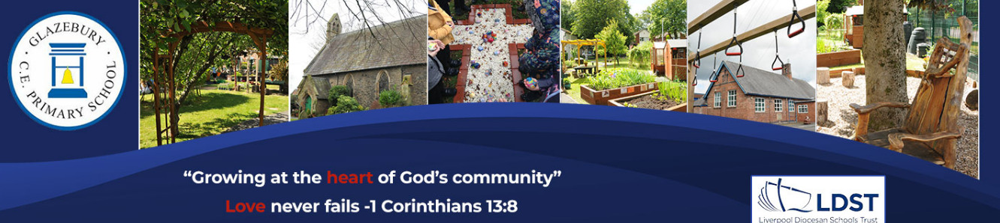 · GLAZEBURY ·
C.E. PRIMARY SCHOOL
“Growing at the heart of God’s community”
Love never fails -1 Corinthians 13:8
LDST
Liverpool Diocesan Schools Trust